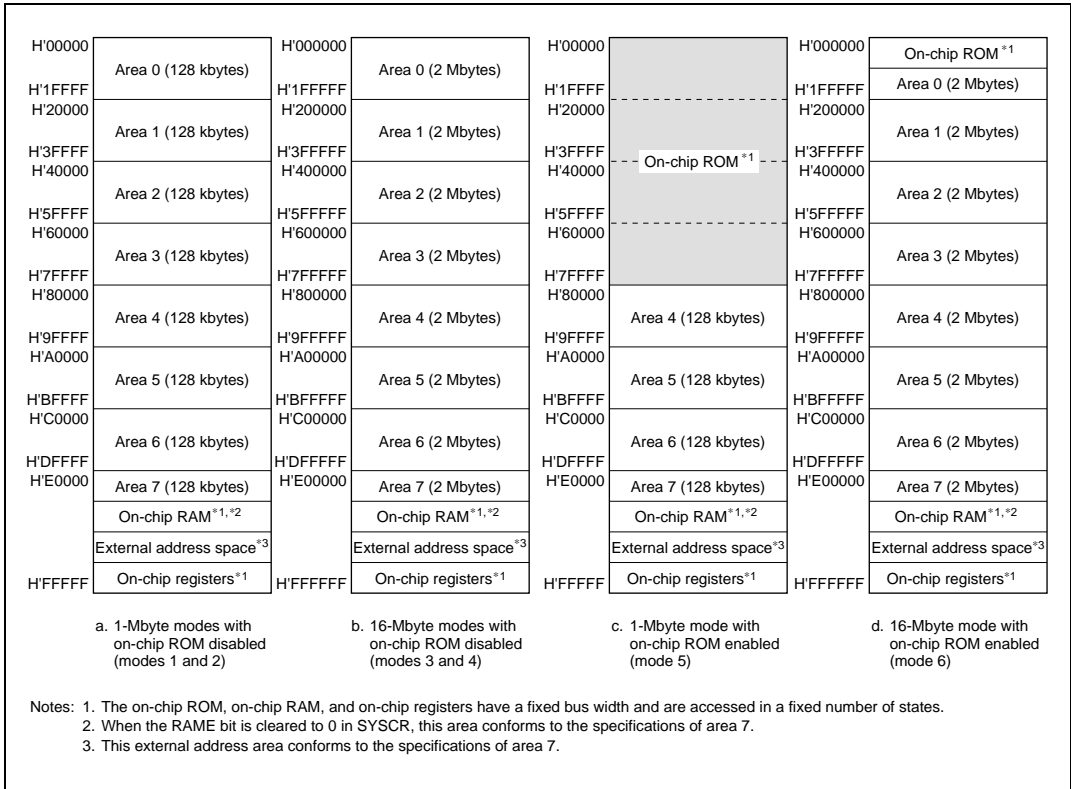 H'00000
Area 0 (128 kbytes)
H'1FFFF
H'20000
Area 1 (128 kbytes)
H'3FFFF
H'40000
Area 2 (128 kbytes)
H'5FFFF
H'60000
Area 3 (128 kbytes)
H'7FFFF
H'80000
Area 4 (128 kbytes)
H'9FFFF
H'A0000
Area 5 (128 kbytes)
H'BFFFF
H'C0000
Area 6 (128 kbytes)
H'DFFFF
H'E0000
Area 7 (128 kbytes)
On-chip RAM*1,*2
External address space*3
On-chip registers*1
H'FFFFF
a. 1-Mbyte modes with
on-chip ROM disabled
(modes 1 and 2)
H'000000
Area 0 (2 Mbytes)
H'1FFFFF
H'200000
Area 1 (2 Mbytes)
H'3FFFFF
H'400000
Area 2 (2 Mbytes)
H'5FFFFF
H'600000
Area 3 (2 Mbytes)
H'7FFFFF
H'800000
Area 4 (2 Mbytes)
H'9FFFFF
H'A00000
Area 5 (2 Mbytes)
H'BFFFFF
H'C00000
Area 6 (2 Mbytes)
H'DFFFFF
H'E00000
Area 7 (2 Mbytes)
On-chip RAM*1,*2
External address space*3
On-chip registers*1
H'FFFFFF
b. 16-Mbyte modes with
on-chip ROM disabled
(modes 3 and 4)
H'00000
H'1FFFF
H'20000
H'3FFFF
On-chip ROM*1
H'40000
H'5FFFF
H'60000
H'7FFFF
H'80000
Area 4 (128 kbytes)
H'9FFFF
H'A0000
Area 5 (128 kbytes)
H'BFFFF
H'C0000
Area 6 (128 kbytes)
H'DFFFF
H'E0000
Area 7 (128 kbytes)
On-chip RAM*1,*2
External address space*3
On-chip registers*1
H'FFFFF
c. 1-Mbyte mode with
on-chip ROM enabled
(mode 5)
H'000000
On-chip ROM*1
Area 0 (2 Mbytes)
H'1FFFFF
H'200000
Area 1 (2 Mbytes)
H'3FFFFF
H'400000
Area 2 (2 Mbytes)
H'5FFFFF
H'600000
Area 3 (2 Mbytes)
H'7FFFFF
H'800000
Area 4 (2 Mbytes)
H'9FFFFF
H'A00000
Area 5 (2 Mbytes)
H'BFFFFF
H'C00000
Area 6 (2 Mbytes)
H'DFFFFF
H'E00000
Area 7 (2 Mbytes)
On-chip RAM*1,*2
External address space*3
On-chip registers*1
H'FFFFFF
d. 16-Mbyte mode with
on-chip ROM enabled
(mode 6)
Notes: 1. The on-chip ROM, on-chip RAM, and on-chip registers have a fixed bus width and are accessed in a fixed number of states.
2. When the RAME bit is cleared to 0 in SYSCR, this area conforms to the specifications of area 7.
3. This external address area conforms to the specifications of area 7.